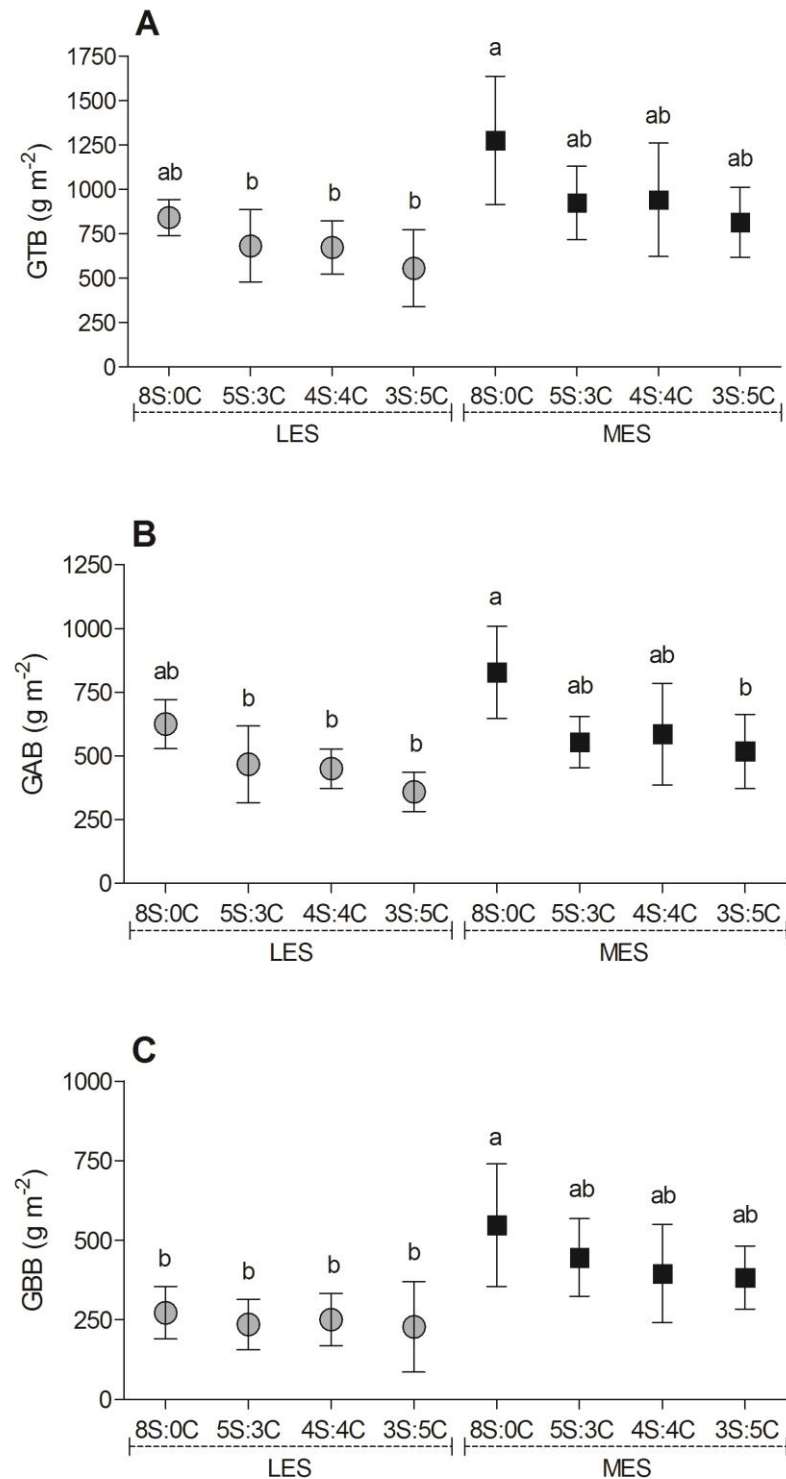 A
1750
a
1500
1250
ab
ab
ab
1000
ab
b
b
b
750
500
250
0
GTB (g m⁻²)
8S:0C 5S:3C 4S:4C 3S:5C 8S:0C 5S:3C 4S:4C 3S:5C
LES MES
B
1250
a
1000
ab
ab
ab
b
750
b
b
b
500
250
0
GAB (g m⁻²)
8S:0C 5S:3C 4S:4C 3S:5C 8S:0C 5S:3C 4S:4C 3S:5C
LES MES
C
1000
a
750
ab
ab
ab
500
b
b
b
b
250
0
GBB (g m⁻²)
8S:0C 5S:3C 4S:4C 3S:5C 8S:0C 5S:3C 4S:4C 3S:5C
LES MES